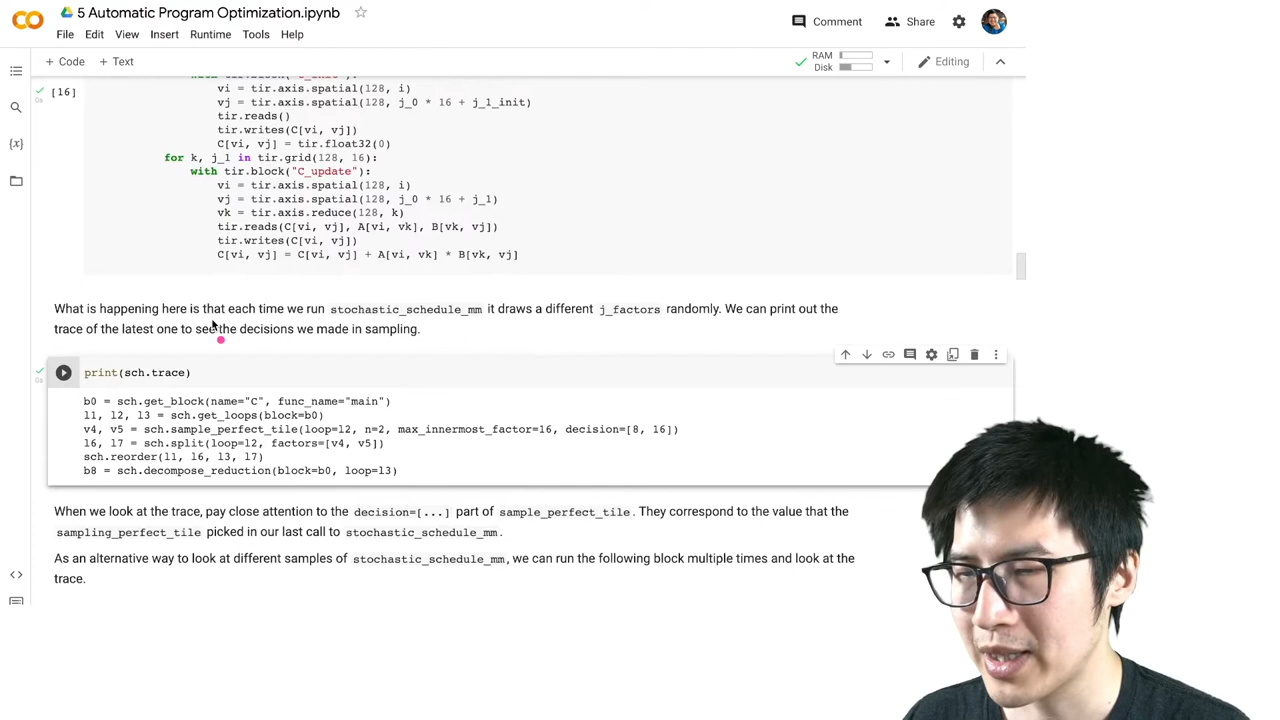 5 Automatic Program Optimization.ipynb
Comment
Share
File Edit View Insert Runtime Tools Help
+ Code + Text
RAM
Disk
Editing
with tir.block("C_init"):
[16]
vi = tir.axis.spatial(128, i)
vj = tir.axis.spatial(128, j_0 * 16 + j_1_init)
tir.reads()
tir.writes(C[vi, vj])
C[vi, vj] = tir.float32(0)
for k, j_1 in tir.grid(128, 16):
with tir.block("C_update"):
vi = tir.axis.spatial(128, i)
vj = tir.axis.spatial(128, j_0 * 16 + j_1)
vk = tir.axis.reduce(128, k)
tir.reads(C[vi, vj], A[vi, vk], B[vk, vj])
tir.writes(C[vi, vj])
C[vi, vj] = C[vi, vj] + A[vi, vk] * B[vk, vj]
What is happening here is that each time we run stochastic_schedule_mm it draws a different j_factors randomly. We can print out the
trace of the latest one to see the decisions we made in sampling.
0s
print(sch.trace)
b0 = sch.get_block(name="C", func_name="main")
l1, l2, l3 = sch.get_loops(block=b0)
v4, v5 = sch.sample_perfect_tile(loop=l2, n=2, max_innermost_factor=16, decision=[8, 16])
l6, l7 = sch.split(loop=l2, factors=[v4, v5])
sch.reorder(l1, l6, l3, l7)
b8 = sch.decompose_reduction(block=b0, loop=l3)
When we look at the trace, pay close attention to the decision=[...] part of sample_perfect_tile. They correspond to the value that the
sampling_perfect_tile picked in our last call to stochastic_schedule_mm.
As an alternative way to look at different samples of stochastic_schedule_mm, we can run the following block multiple times and look at the
trace.